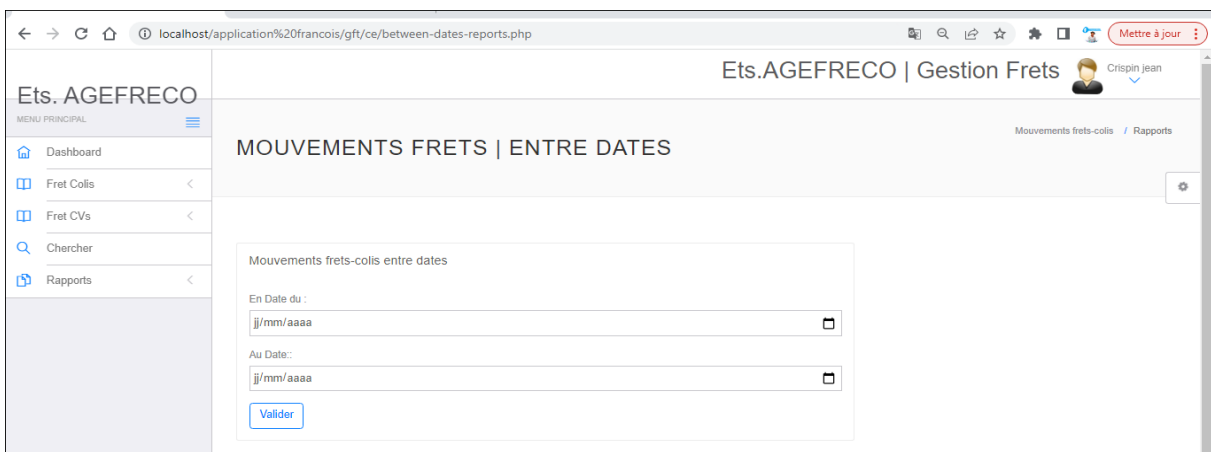 localhost/application%20francois/gft/ce/between-dates-reports.php
Mettre à jour
Ets. AGEFRECO
Ets.AGEFRECO | Gestion Frets
Crispin jean
MENU PRINCIPAL
Dashboard
Fret Colis
Fret CVs
Chercher
Rapports
MOUVEMENTS FRETS | ENTRE DATES
Mouvements frets-colis / Rapports
Mouvements frets-colis entre dates
En Date du :
jj/mm/aaaa
Au Date::
jj/mm/aaaa
Valider